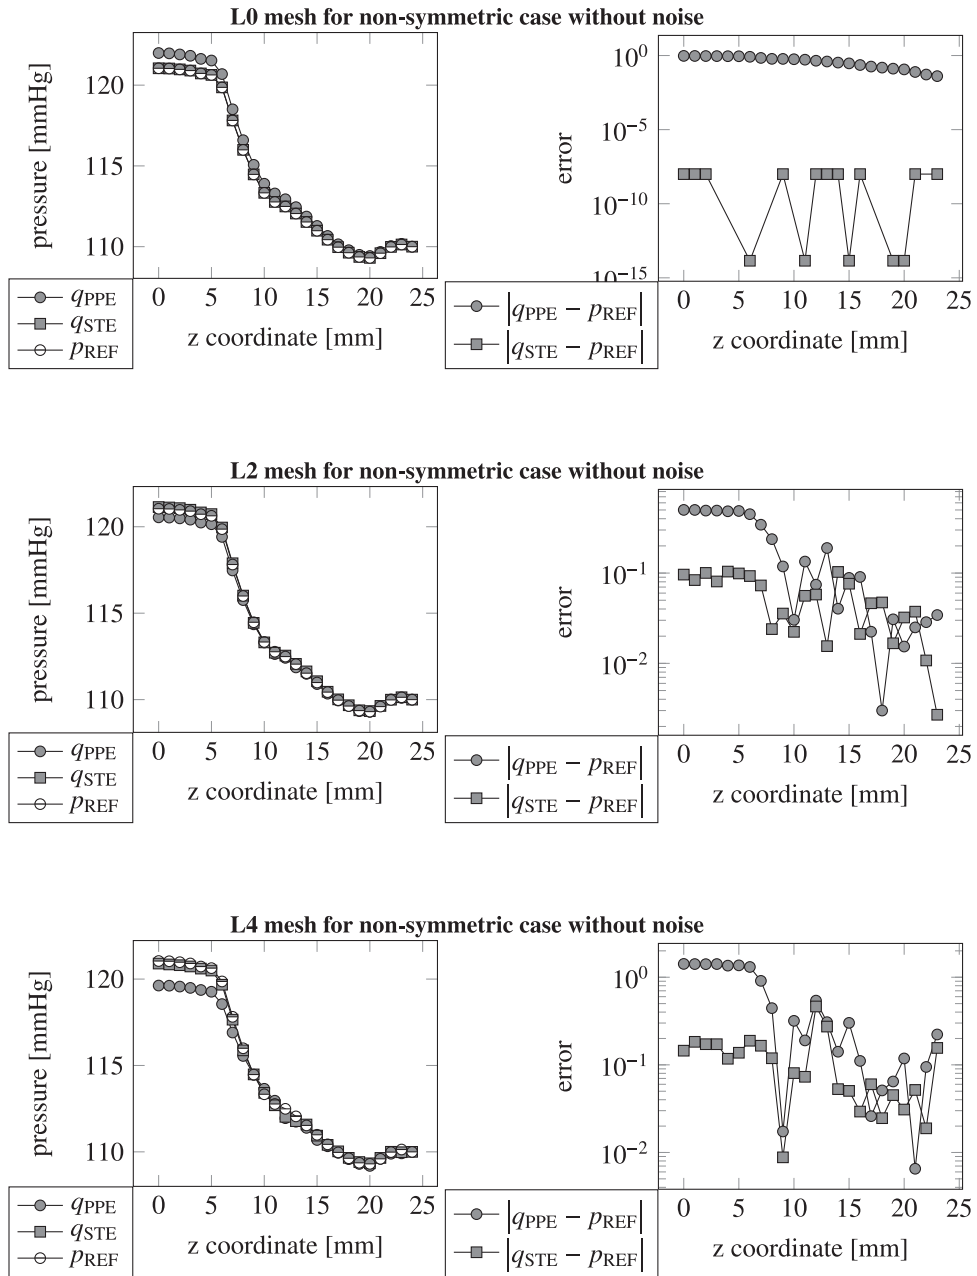 L0 mesh for non-symmetric case without noise
pressure [mmHg]
120
115
110
0 5 10 15 20 25
z coordinate [mm]
qPPE
qSTE
pREF
error
10^0
10^−5
10^−10
10^−15
0 5 10 15 20 25
z coordinate [mm]
|qPPE − pREF|
|qSTE − pREF|
L2 mesh for non-symmetric case without noise
pressure [mmHg]
120
115
110
0 5 10 15 20 25
z coordinate [mm]
qPPE
qSTE
pREF
error
10^−1
10^−2
0 5 10 15 20 25
z coordinate [mm]
|qPPE − pREF|
|qSTE − pREF|
L4 mesh for non-symmetric case without noise
pressure [mmHg]
120
115
110
0 5 10 15 20 25
z coordinate [mm]
qPPE
qSTE
pREF
error
10^0
10^−1
10^−2
0 5 10 15 20 25
z coordinate [mm]
|qPPE − pREF|
|qSTE − pREF|